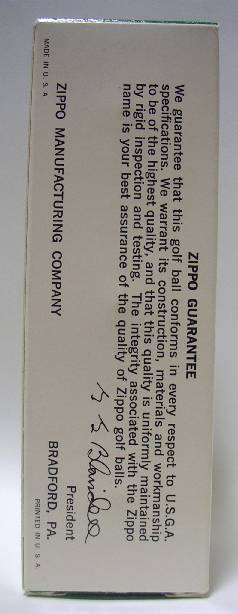 ZIPPO GUARANTEE
We guarantee that this golf ball conforms in every respect to U.S.G.A.
specifications. We warrant its construction, materials and workmanship
to be of the highest quality, and that this quality is uniformly maintained
by rigid inspection and testing. The integrity associated with the Zippo
name is your best assurance of the quality of Zippo golf balls.
G G Blaisdell
President
ZIPPO MANUFACTURING COMPANY BRADFORD, PA.
MADE IN U. S. A. PRINTED IN U. S. A.